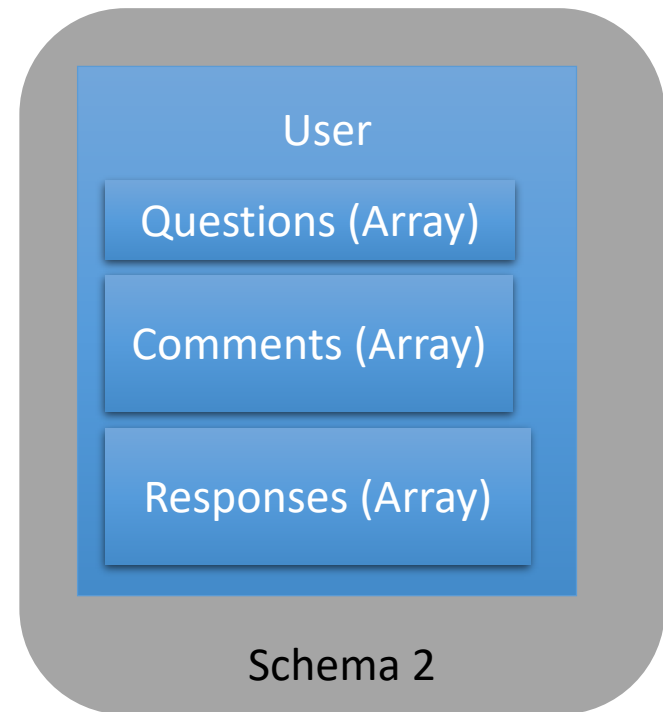 User
Questions (Array)
Comments (Array)
Responses (Array)
Schema 2